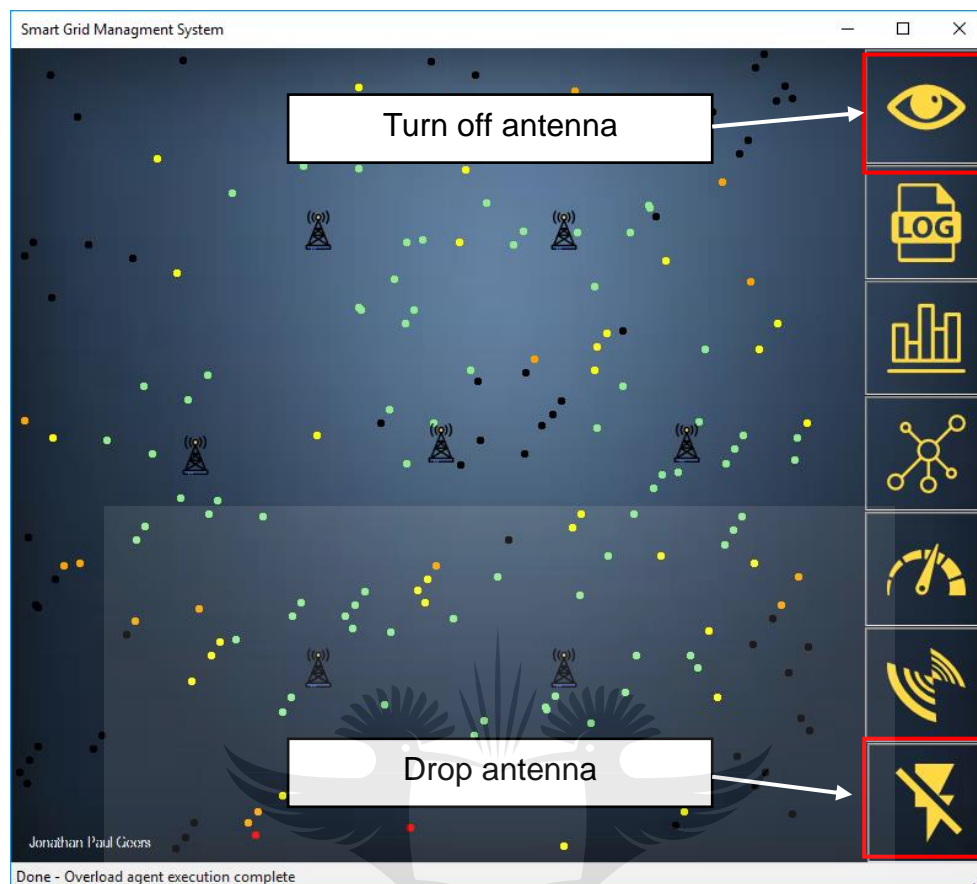 Smart Grid Managment System
Turn off antenna
LOG
Drop antenna
Jonathan Paul Geers
Done - Overload agent execution complete